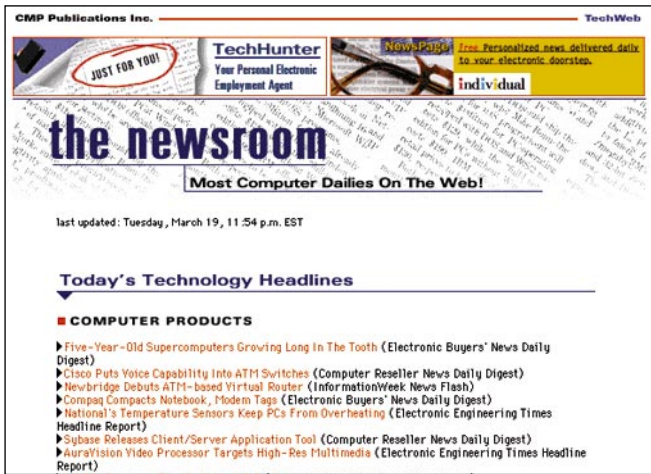 CMP Publications Inc. TechWeb
JUST FOR YOU!
TechHunter
Your Personal Electronic
Employment Agent
NewsPage
Free Personalized news delivered daily
to your electronic doorstep.
individual
the newsroom
Most Computer Dailies On The Web!
last updated: Tuesday, March 19, 11:54 p.m. EST
Today's Technology Headlines
COMPUTER PRODUCTS
Five-Year-Old Supercomputers Growing Long In The Tooth (Electronic Buyers' News Daily
Digest)
Cisco Puts Voice Capability Into ATM Switches (Computer Reseller News Daily Digest)
Newbridge Debuts ATM-based Virtual Router (InformationWeek News Flash)
Compaq Compacts Notebook, Modem Tags (Electronic Buyers' News Daily Digest)
National's Temperature Sensors Keep PCs From Overheating (Electronic Engineering Times
Headline Report)
Sybase Releases Client/Server Application Tool (Computer Reseller News Daily Digest)
AuraVision Video Processor Targets High-Res Multimedia (Electronic Engineering Times Headline
Report)